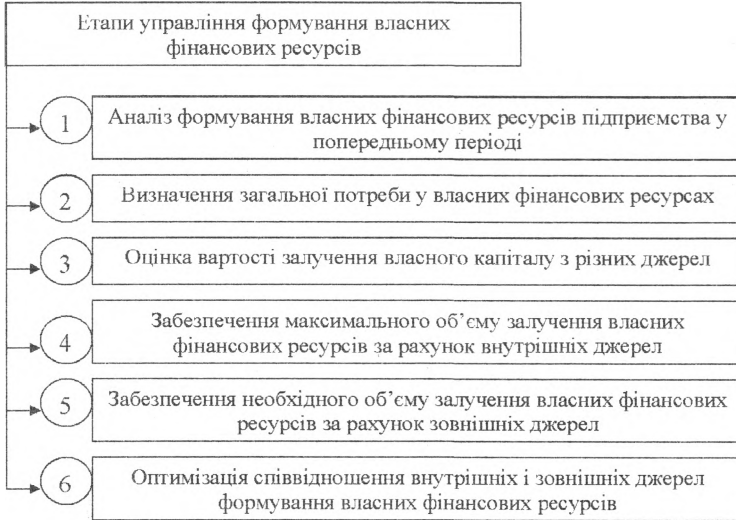 Етапи управління формування власних
фінансових ресурсів
1
Аналіз формування власних фінансових ресурсів підприємства у
попередньому періоді
2
Визначення загальної потреби у власних фінансових ресурсах
3
Оцінка вартості залучення власного капіталу з різних джерел
4
Забезпечення максимального об’єму залучення власних
фінансових ресурсів за рахунок внутрішніх джерел
5
Забезпечення необхідного об’єму залучення власних фінансових
ресурсів за рахунок зовнішніх джерел
6
Оптимізація співвідношення внутрішніх і зовнішніх джерел
формування власних фінансових ресурсів